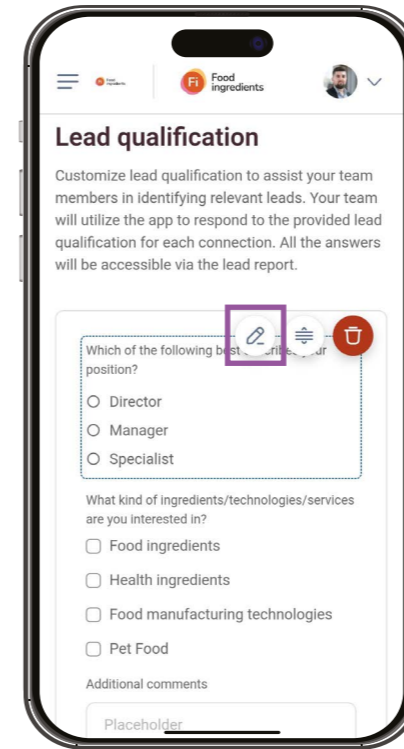 Fi
Food
ingredients
Lead qualification
Customize lead qualification to assist your team
members in identifying relevant leads. Your team
will utilize the app to respond to the provided lead
qualification for each connection. All the answers
will be accessible via the lead report.
Which of the following best
position?
Director
Manager
Specialist
What kind of ingredients/technologies/services
are you interested in?
Food ingredients
Health ingredients
Food manufacturing technologies
Pet Food
Additional comments
Placeholder